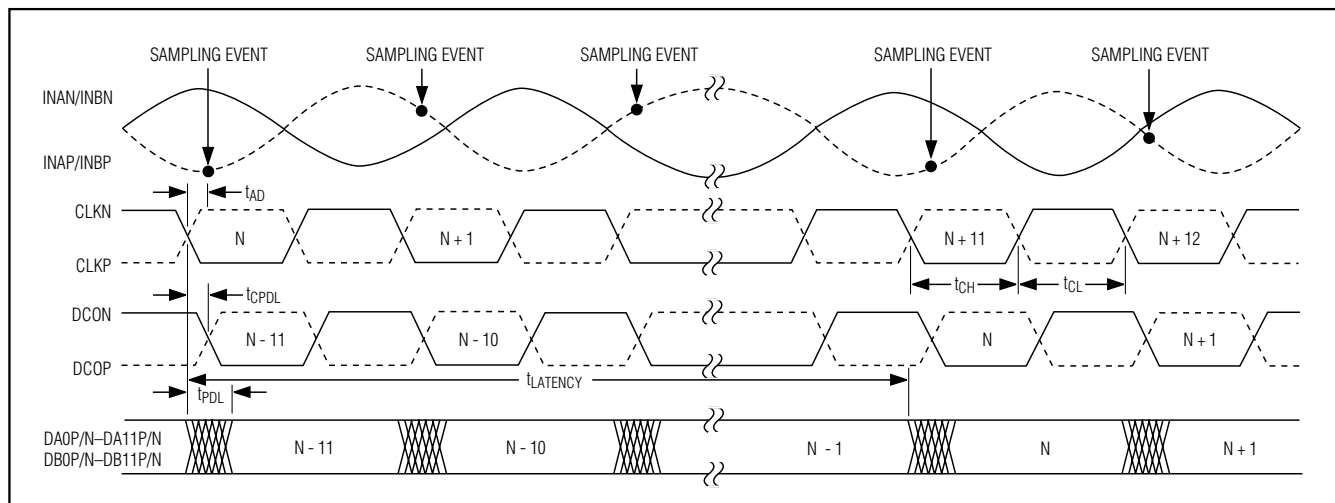 SAMPLING EVENT SAMPLING EVENT SAMPLING EVENT SAMPLING EVENT SAMPLING EVENT
INAN/INBN
INAP/INBP
tAD
CLKN
N N + 1 N + 11 N + 12
CLKP
tCH tCL
tCPDL
DCON
N - 11 N - 10 N N + 1
DCOP
tLATENCY
tPDL
DA0P/N–DA11P/N
DB0P/N–DB11P/N
N - 11 N - 10 N - 1 N N + 1